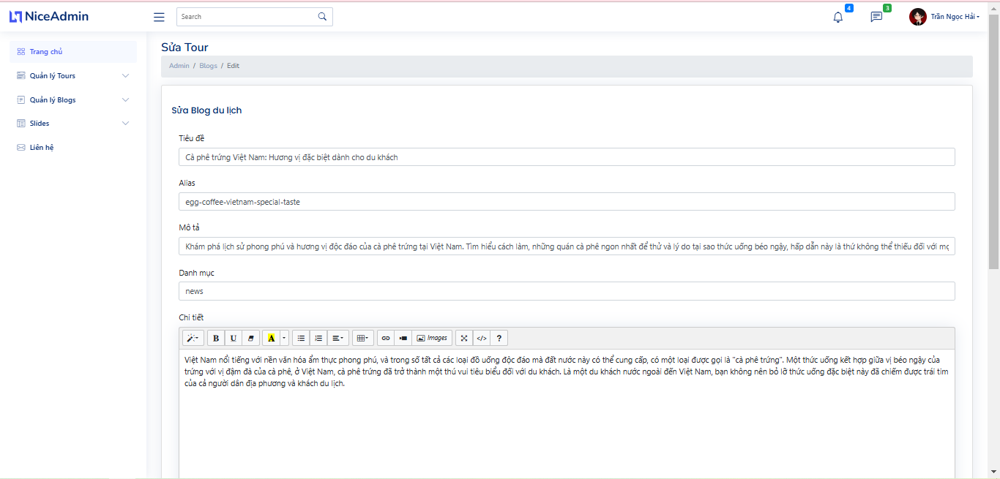 NiceAdmin
Search
4
3
Trần Ngọc Hải
Trang chủ
Quản lý Tours
Quản lý Blogs
Slides
Liên hệ
Sửa Tour
Admin / Blogs / Edit
Sửa Blog du lịch
Tiêu đề
Cà phê trứng Việt Nam: Hương vị đặc biệt dành cho du khách
Alias
egg-coffee-vietnam-special-taste
Mô tả
Khám phá lịch sử phong phú và hương vị độc đáo của cà phê trứng tại Việt Nam. Tìm hiểu cách làm, những quán cà phê ngon nhất để thử và lý do tại sao thức uống béo ngậy, hấp dẫn này là thứ không thể thiếu đối với
Danh mục
news
Chi tiết
B U A Images </> ?
Việt Nam nổi tiếng với nền văn hóa ẩm thực phong phú, và trong số tất cả các loại đồ uống độc đáo mà đất nước này có thể cung cấp, có một loại được gọi là "cà phê trứng". Một thức uống kết hợp giữa vị béo ngậy của
trứng với vị đậm đà của cà phê, ở Việt Nam, cà phê trứng đã trở thành một thú vui tiêu biểu đối với du khách. Là một du khách nước ngoài đến Việt Nam, bạn không nên bỏ lỡ thức uống đặc biệt này đã chiếm được trái tim
của cả người dân địa phương và khách du lịch.